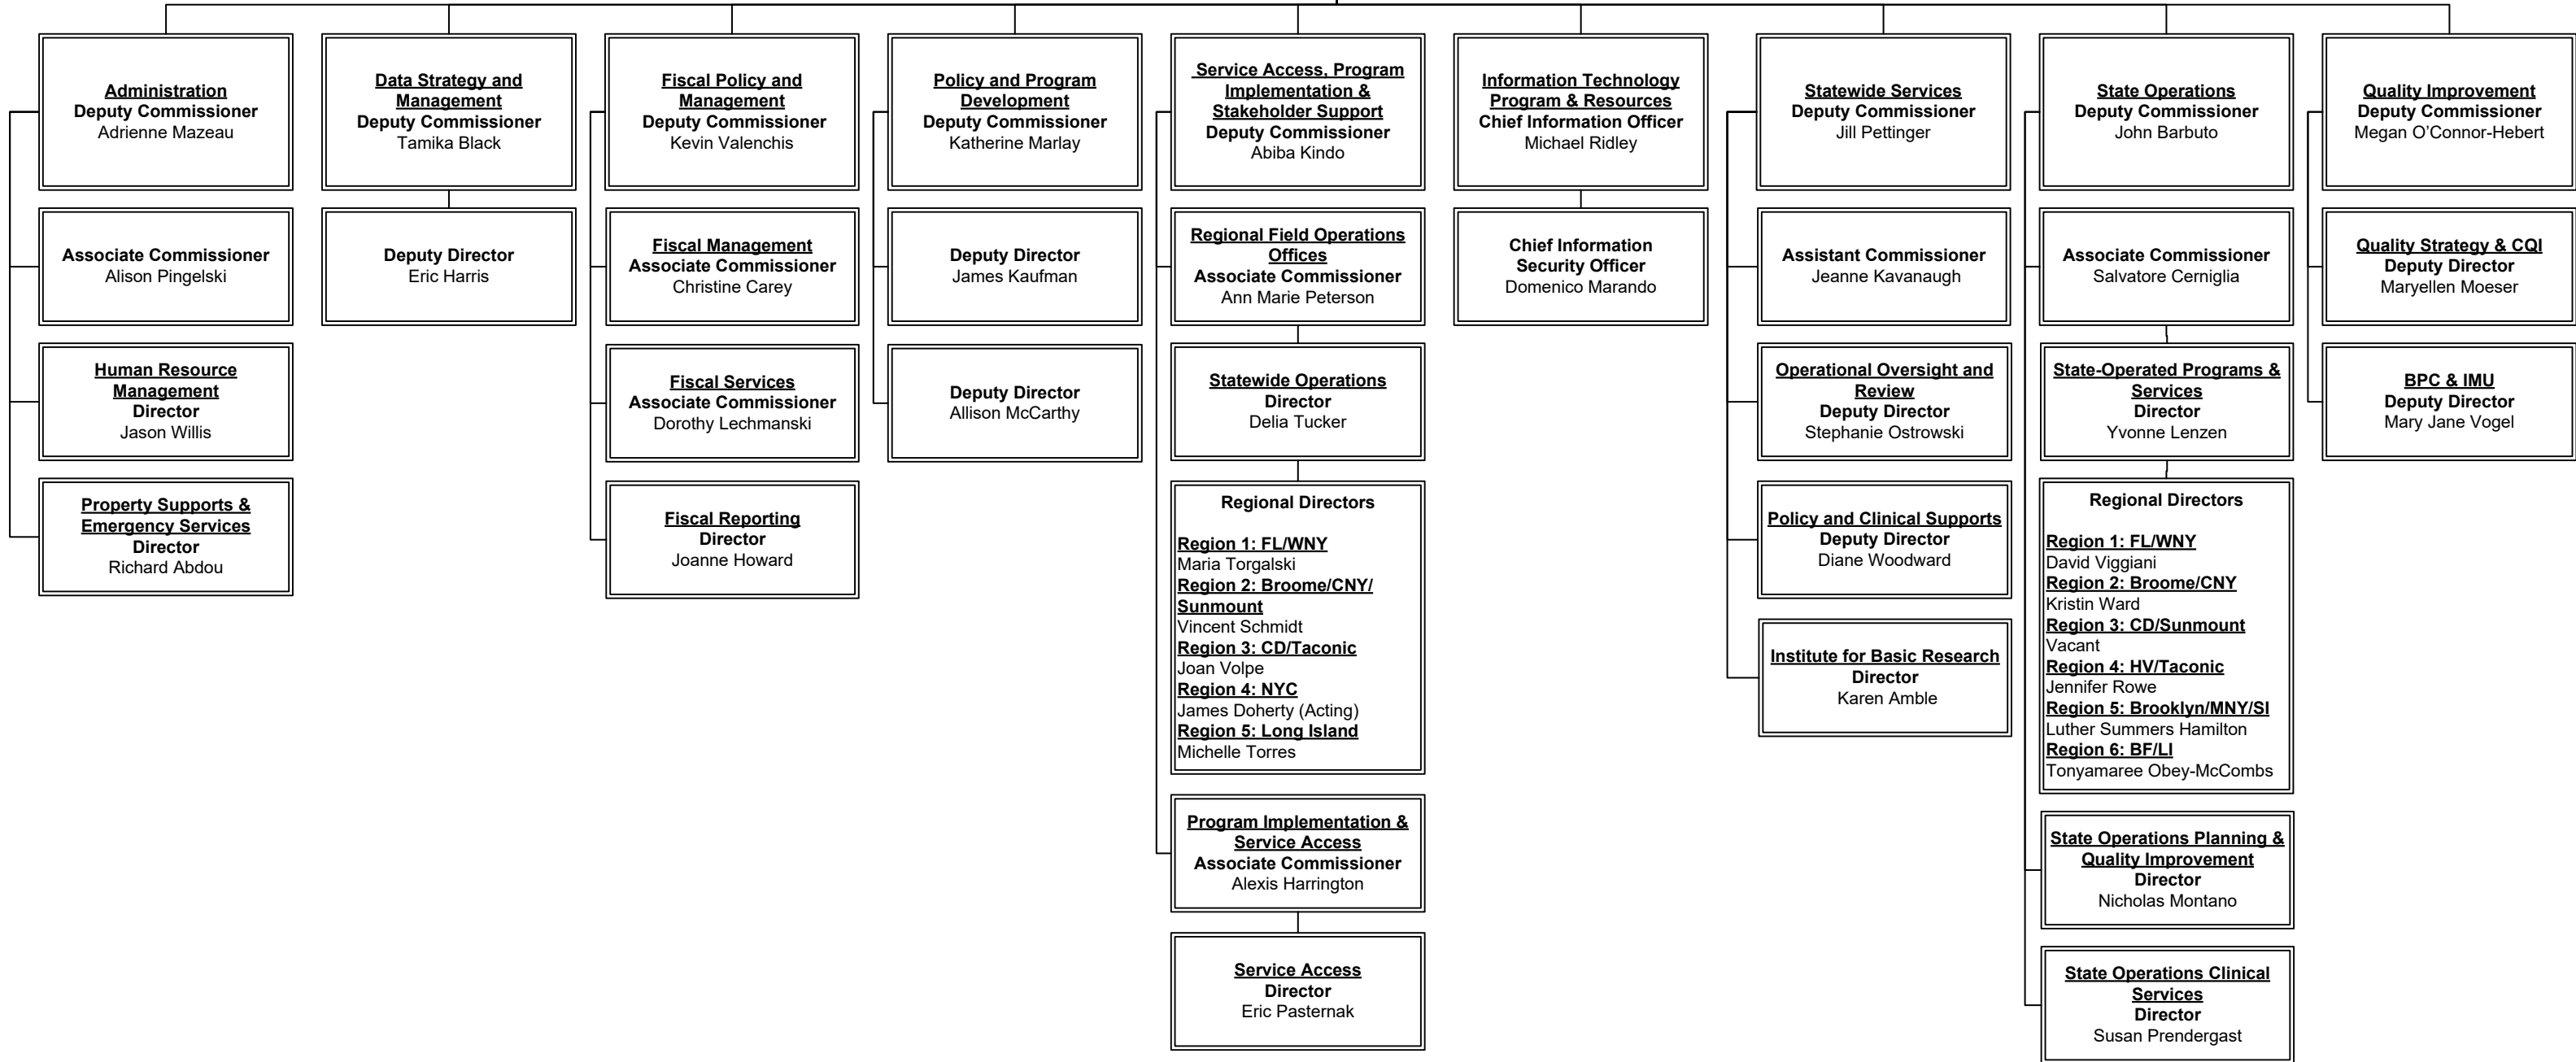 Administration
Deputy Commissioner
Adrienne Mazeau
Associate Commissioner
Alison Pingelski
Human Resource
Management
Director
Jason Willis
Property Supports &
Emergency Services
Director
Richard Abdou
Data Strategy and
Management
Deputy Commissioner
Tamika Black
Deputy Director
Eric Harris
Fiscal Policy and
Management
Deputy Commissioner
Kevin Valenchis
Fiscal Management
Associate Commissioner
Christine Carey
Fiscal Services
Associate Commissioner
Dorothy Lechmanski
Fiscal Reporting
Director
Joanne Howard
Policy and Program
Development
Deputy Commissioner
Katherine Marlay
Deputy Director
James Kaufman
Deputy Director
Allison McCarthy
Service Access, Program
Implementation &
Stakeholder Support
Deputy Commissioner
Abiba Kindo
Regional Field Operations
Offices
Associate Commissioner
Ann Marie Peterson
Statewide Operations
Director
Delia Tucker
Regional Directors
Region 1: FL/WNY
Maria Torgalski
Region 2: Broome/CNY/
Sunmount
Vincent Schmidt
Region 3: CD/Taconic
Joan Volpe
Region 4: NYC
James Doherty (Acting)
Region 5: Long Island
Michelle Torres
Program Implementation &
Service Access
Associate Commissioner
Alexis Harrington
Service Access
Director
Eric Pasternak
Information Technology
Program & Resources
Chief Information Officer
Michael Ridley
Chief Information
Security Officer
Domenico Marando
Statewide Services
Deputy Commissioner
Jill Pettinger
Assistant Commissioner
Jeanne Kavanaugh
Operational Oversight and
Review
Deputy Director
Stephanie Ostrowski
Policy and Clinical Supports
Deputy Director
Diane Woodward
Institute for Basic Research
Director
Karen Amble
State Operations
Deputy Commissioner
John Barbuto
Associate Commissioner
Salvatore Cerniglia
State-Operated Programs &
Services
Director
Yvonne Lenzen
Regional Directors
Region 1: FL/WNY
David Viggiani
Region 2: Broome/CNY
Kristin Ward
Region 3: CD/Sunmount
Vacant
Region 4: HV/Taconic
Jennifer Rowe
Region 5: Brooklyn/MNY/SI
Luther Summers Hamilton
Region 6: BF/LI
Tonyamaree Obey-McCombs
State Operations Planning &
Quality Improvement
Director
Nicholas Montano
State Operations Clinical
Services
Director
Susan Prendergast
Quality Improvement
Deputy Commissioner
Megan O’Connor-Hebert
Quality Strategy & CQI
Deputy Director
Maryellen Moeser
BPC & IMU
Deputy Director
Mary Jane Vogel